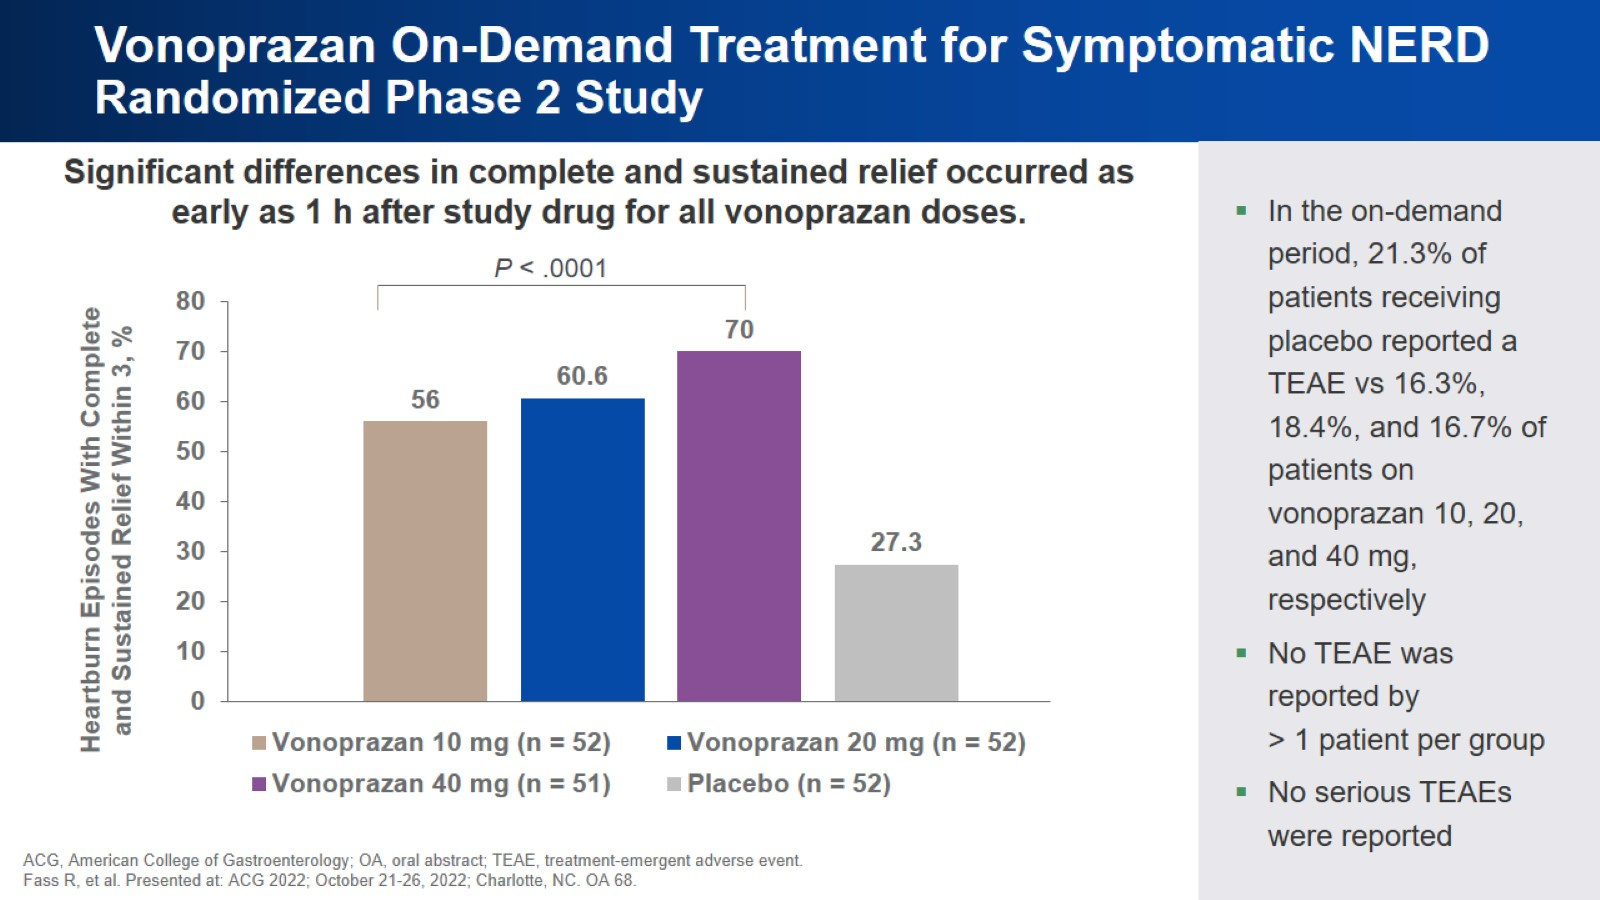 Vonoprazan On-Demand Treatment for Symptomatic NERD
Randomized Phase 2 Study
Significant differences in complete and sustained relief occurred as
early as 1 h after study drug for all vonoprazan doses.
P < .0001
Heartburn Episodes With Complete
and Sustained Relief Within 3, %
80
70
60
50
40
30
20
10
0
56
60.6
70
27.3
Vonoprazan 10 mg (n = 52)
Vonoprazan 20 mg (n = 52)
Vonoprazan 40 mg (n = 51)
Placebo (n = 52)
▪ In the on-demand
period, 21.3% of
patients receiving
placebo reported a
TEAE vs 16.3%,
18.4%, and 16.7% of
patients on
vonoprazan 10, 20,
and 40 mg,
respectively
▪ No TEAE was
reported by
> 1 patient per group
▪ No serious TEAEs
were reported
ACG, American College of Gastroenterology; OA, oral abstract; TEAE, treatment-emergent adverse event.
Fass R, et al. Presented at: ACG 2022; October 21-26, 2022; Charlotte, NC. OA 68.